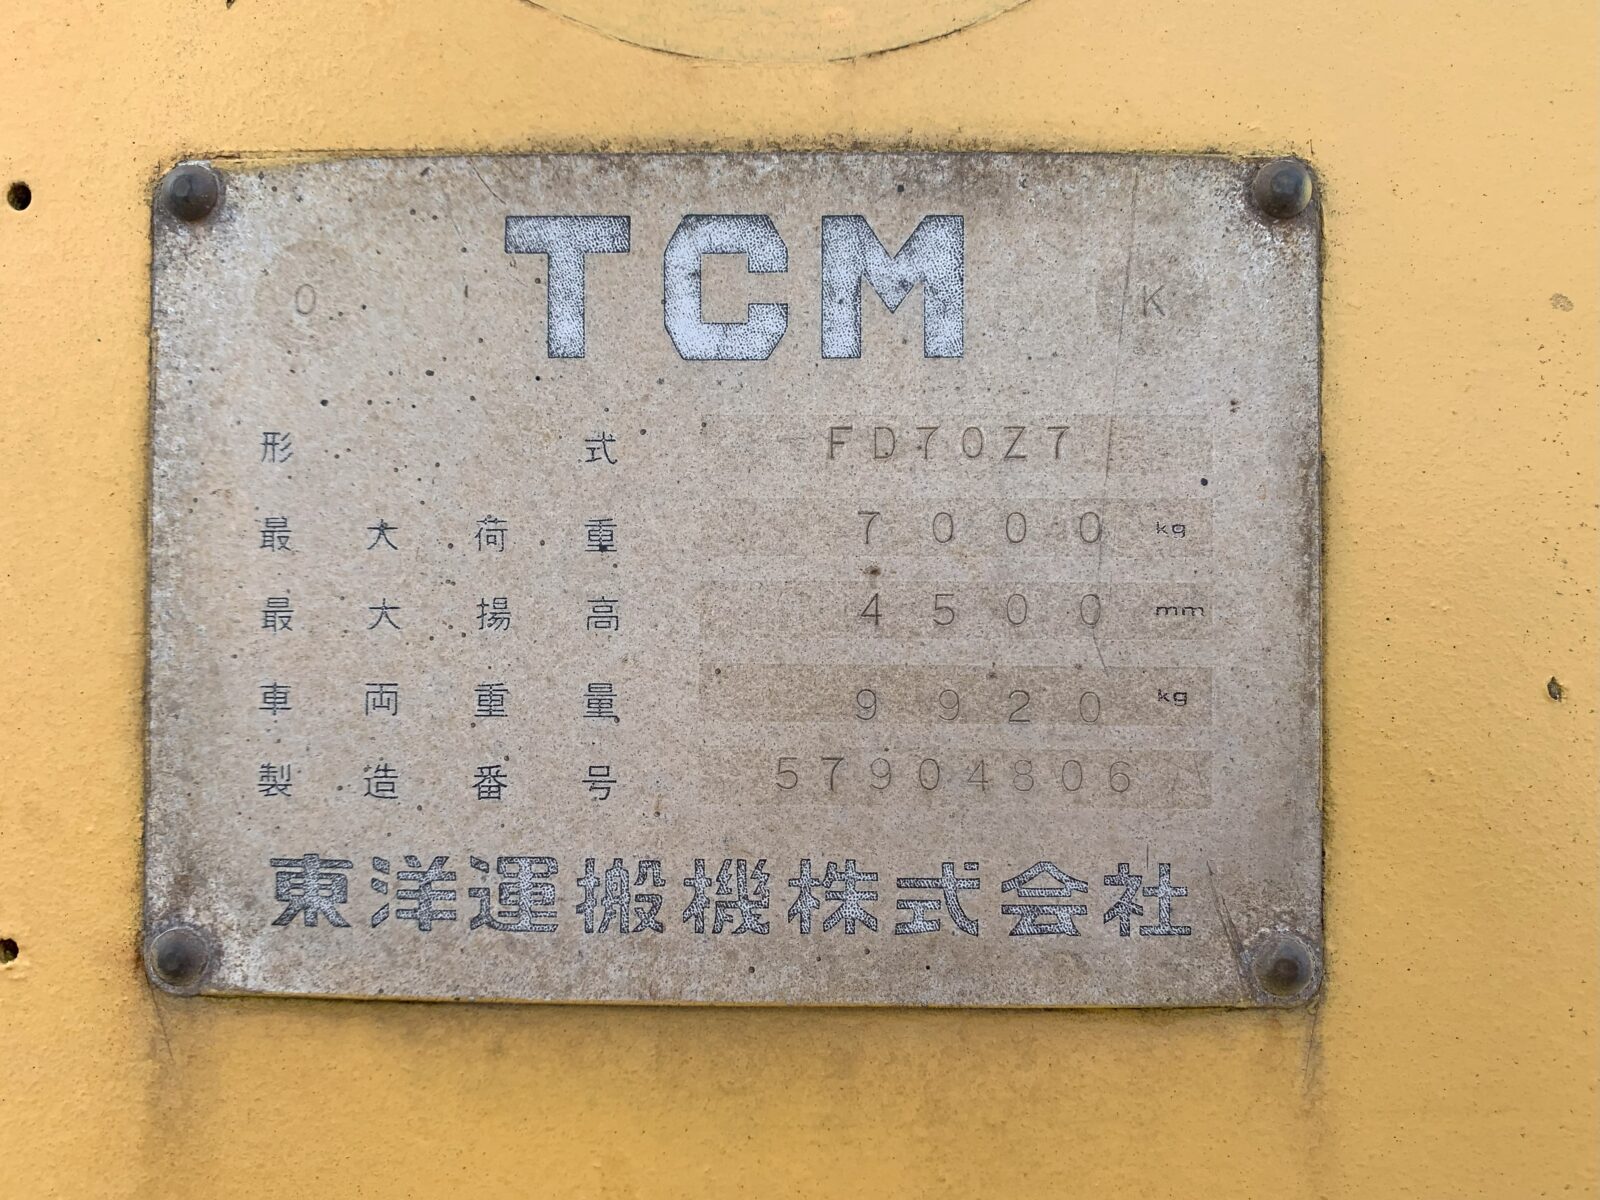 TCM
O K
形式 FD70Z7
最大荷重 7000 kg
最大揚高 4500 mm
車両重量 9920 kg
製造番号 57904806
東洋運搬機株式会社